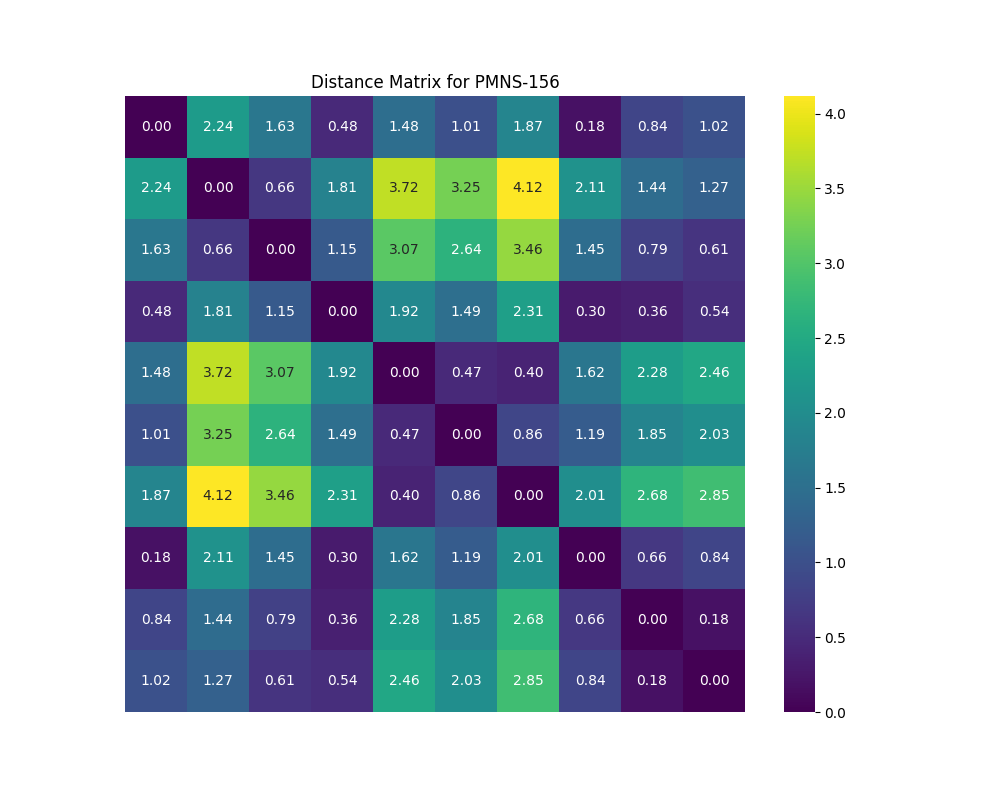 Distance Matrix for PMNS-156
0.00 2.24 1.63 0.48 1.48 1.01 1.87 0.18 0.84 1.02
2.24 0.00 0.66 1.81 3.72 3.25 4.12 2.11 1.44 1.27
1.63 0.66 0.00 1.15 3.07 2.64 3.46 1.45 0.79 0.61
0.48 1.81 1.15 0.00 1.92 1.49 2.31 0.30 0.36 0.54
1.48 3.72 3.07 1.92 0.00 0.47 0.40 1.62 2.28 2.46
1.01 3.25 2.64 1.49 0.47 0.00 0.86 1.19 1.85 2.03
1.87 4.12 3.46 2.31 0.40 0.86 0.00 2.01 2.68 2.85
0.18 2.11 1.45 0.30 1.62 1.19 2.01 0.00 0.66 0.84
0.84 1.44 0.79 0.36 2.28 1.85 2.68 0.66 0.00 0.18
1.02 1.27 0.61 0.54 2.46 2.03 2.85 0.84 0.18 0.00
4.0
3.5
3.0
2.5
2.0
1.5
1.0
0.5
0.0